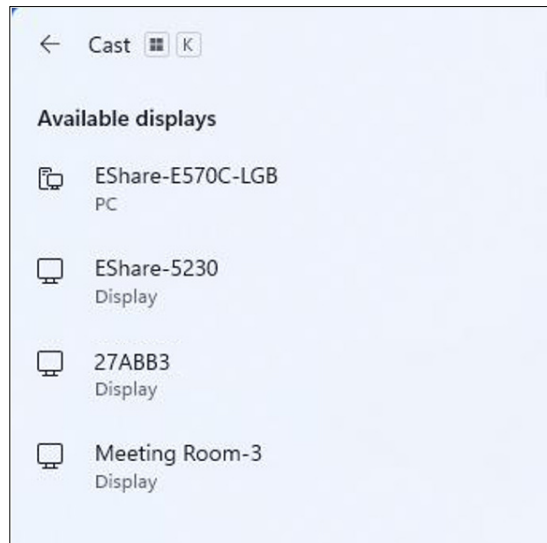 Cast K
Available displays
EShare-E570C-LGB
PC
EShare-5230
Display
27ABB3
Display
Meeting Room-3
Display